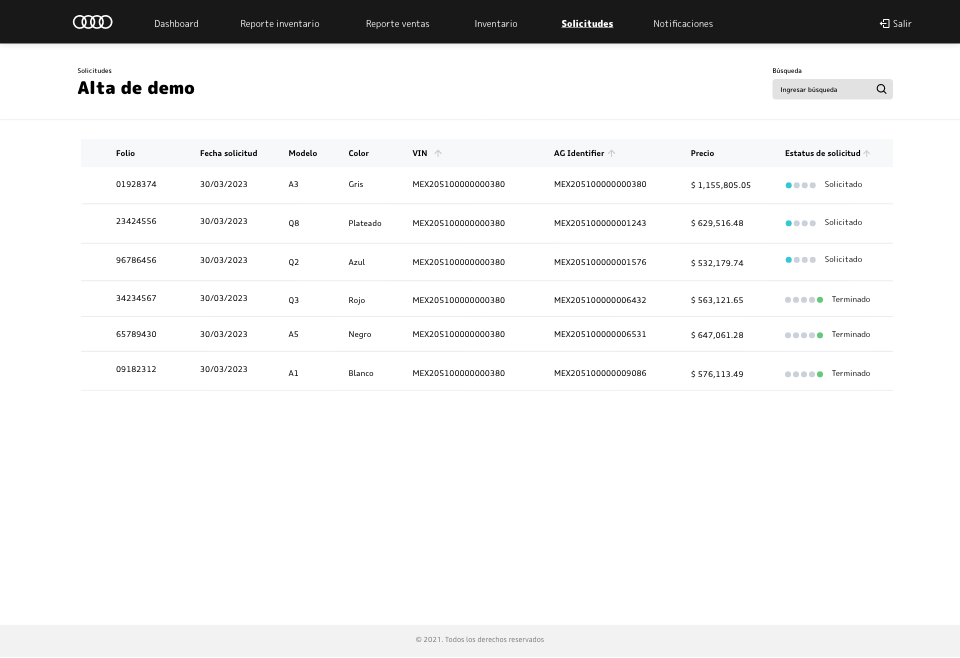 Dashboard Reporte inventario Reporte ventas Inventario Solicitudes Notificaciones Salir
Solicitudes
Alta de demo
Búsqueda
Ingresar búsqueda
Folio Fecha solicitud Modelo Color VIN AG Identifier Precio Estatus de solicitud
01928374 30/03/2023 A3 Gris MEX205100000000380 MEX205100000000380 $ 1,155,805.05 Solicitado
23424556 30/03/2023 Q8 Plateado MEX205100000000380 MEX205100000001243 $ 629,516.48 Solicitado
96786456 30/03/2023 Q2 Azul MEX205100000000380 MEX205100000001576 $ 532,179.74 Solicitado
34234567 30/03/2023 Q3 Rojo MEX205100000000380 MEX205100000006432 $ 563,121.65 Terminado
65789430 30/03/2023 A5 Negro MEX205100000000380 MEX205100000006531 $ 647,061.28 Terminado
09182312 30/03/2023 A1 Blanco MEX205100000000380 MEX205100000009086 $ 576,113.49 Terminado
© 2021. Todos los derechos reservados